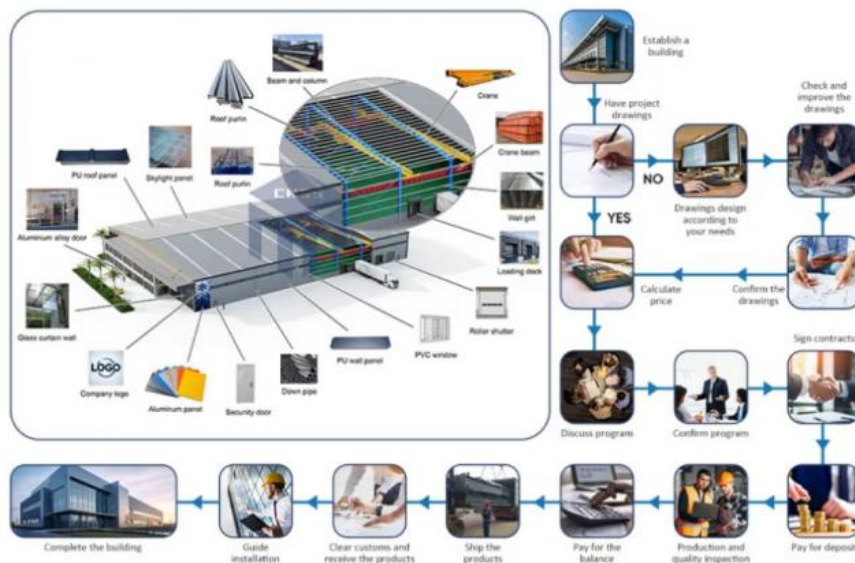 Beam and column
Crane
Roof purlin
Crane beam
PU roof panel
Skylight panel
Roof purlin
Wall girt
Aluminium alloy door
Loading dock
Glass curtain wall
Roller shutter
LOGO
Company logo
Aluminum panel
Security door
Down pipe
PU wall panel
PVC window
Establish a
building
Have project
drawings
NO
YES
Drawings design
according to
your needs
Check and
improve the
drawings
Calculate
price
Confirm the
drawings
Sign contracts
Discuss program
Confirm program
Complete the building
Guide
installation
Clear customs and
receive the products
Ship the
products
Pay for the
balance
Production and
quality inspection
Pay for deposit